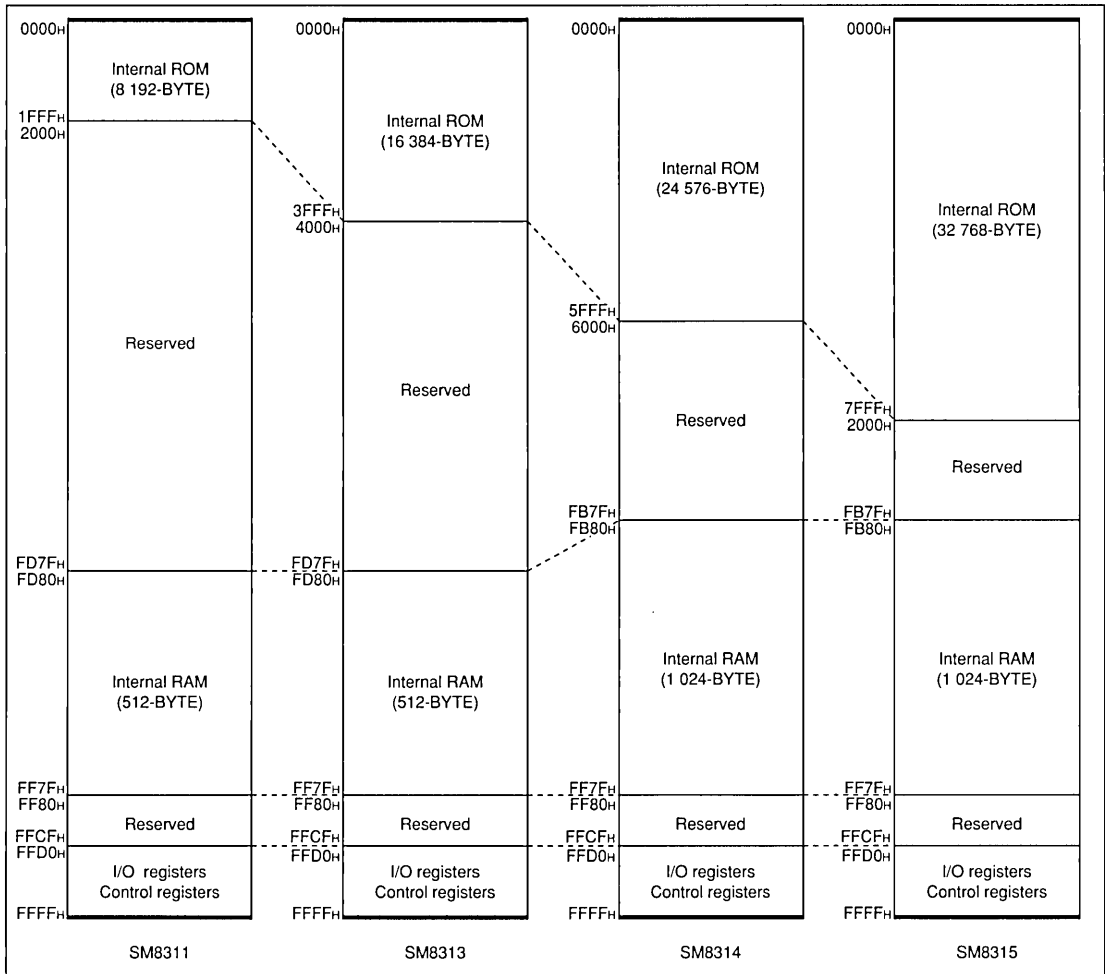 0000H
Internal ROM
(8 192-BYTE)
1FFFH
2000H
Reserved
FD7FH
FD80H
Internal RAM
(512-BYTE)
FF7FH
FF80H
Reserved
FFCFH
FFD0H
I/O registers
Control registers
FFFFH
SM8311
0000H
Internal ROM
(16 384-BYTE)
3FFFH
4000H
Reserved
FD7FH
FD80H
Internal RAM
(512-BYTE)
FF7FH
FF80H
Reserved
FFCFH
FFD0H
I/O registers
Control registers
FFFFH
SM8313
0000H
Internal ROM
(24 576-BYTE)
5FFFH
6000H
Reserved
FB7FH
FB80H
Internal RAM
(1 024-BYTE)
FF7FH
FF80H
Reserved
FFCFH
FFD0H
I/O registers
Control registers
FFFFH
SM8314
0000H
Internal ROM
(32 768-BYTE)
7FFFH
2000H
Reserved
FB7FH
FB80H
Internal RAM
(1 024-BYTE)
FF7FH
FF80H
Reserved
FFCFH
FFD0H
I/O registers
Control registers
FFFFH
SM8315